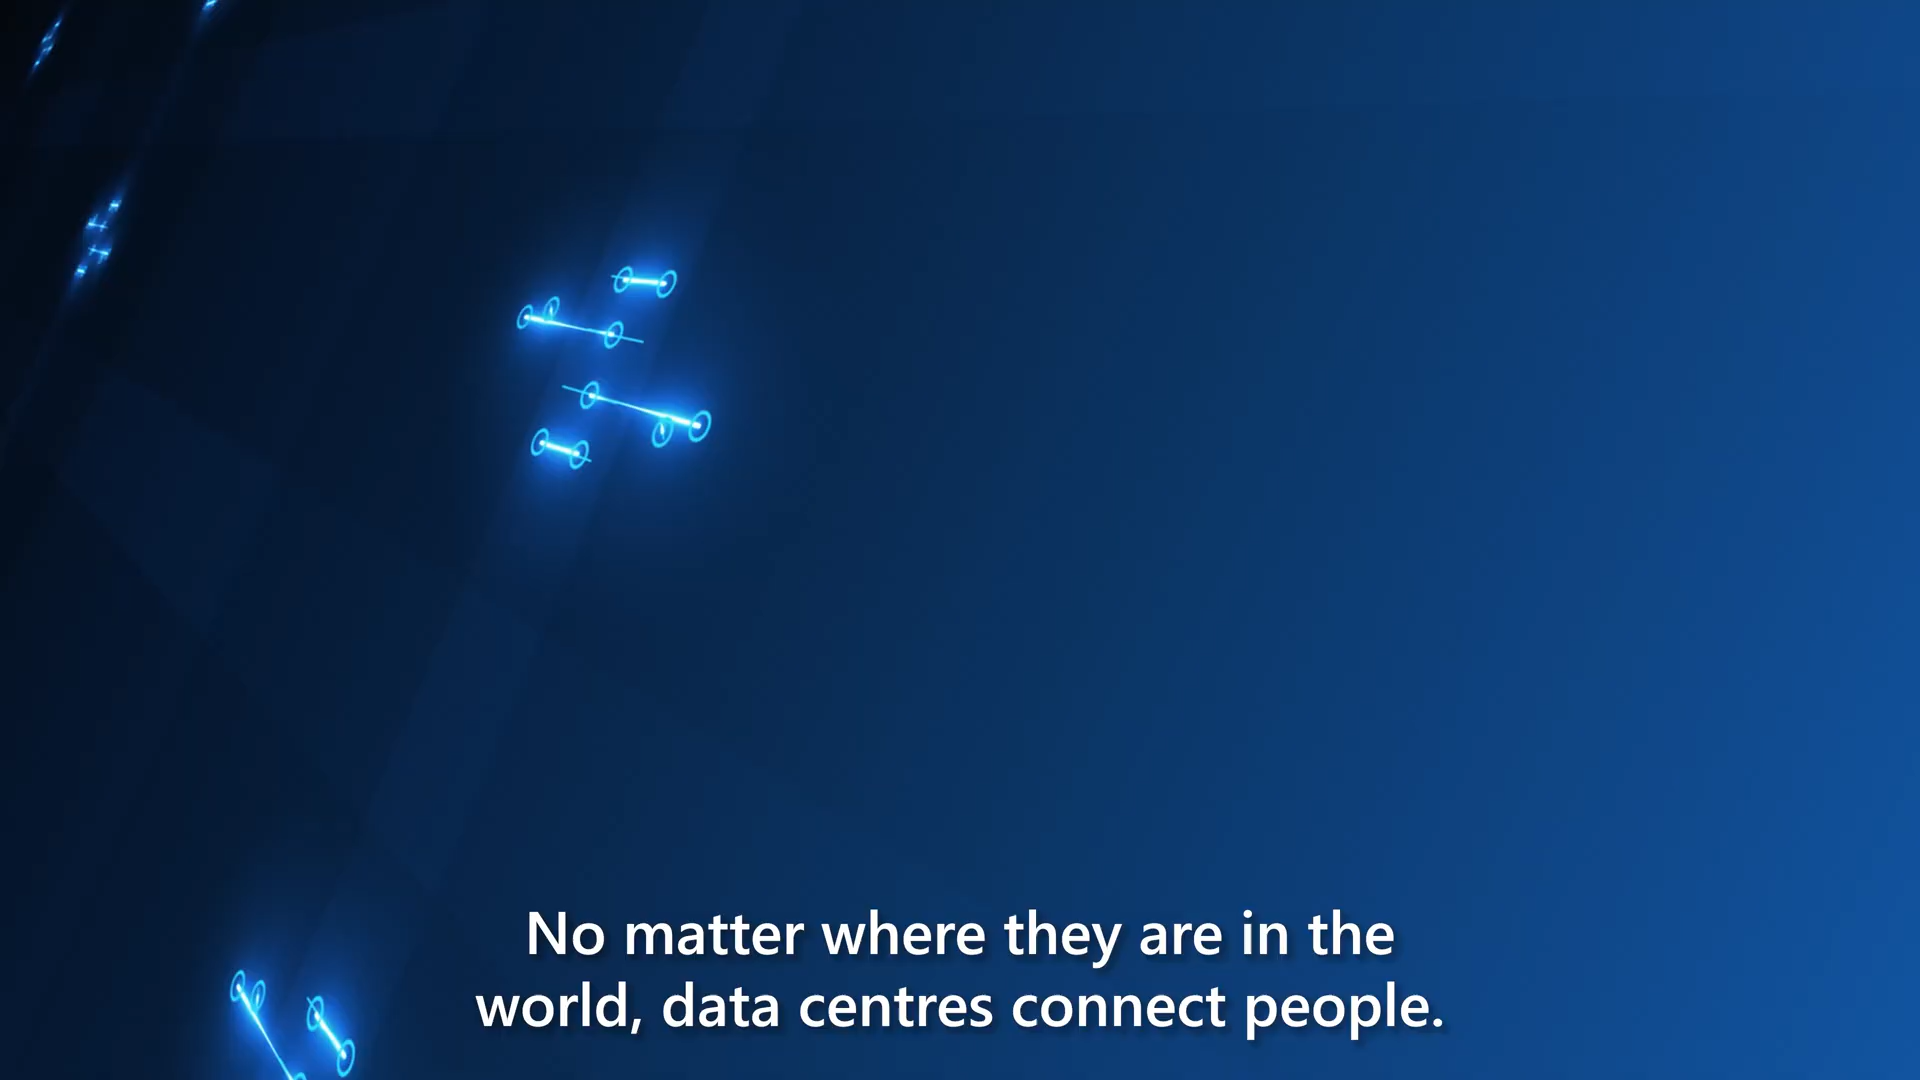 No matter where they are in the
world, data centres connect people.